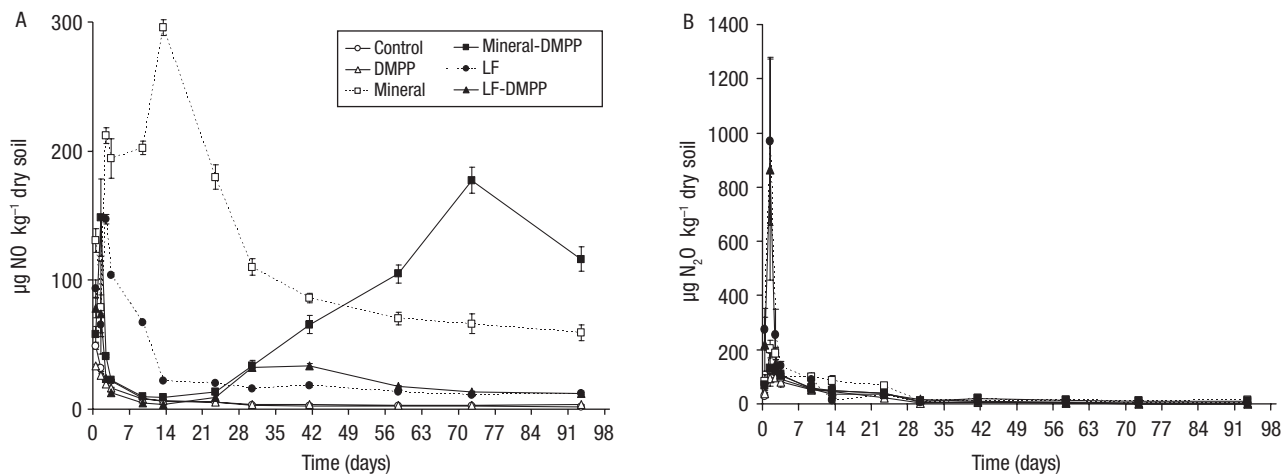 A
µg NO kg⁻¹ dry soil
300
200
100
0
Control
DMPP
Mineral
Mineral-DMPP
LF
LF-DMPP
0 7 14 21 28 35 42 49 56 63 70 77 84 91 98
Time (days)
B
µg N₂O kg⁻¹ dry soil
1400
1200
1000
800
600
400
200
0
0 7 14 21 28 35 42 49 56 63 70 77 84 91 98
Time (days)